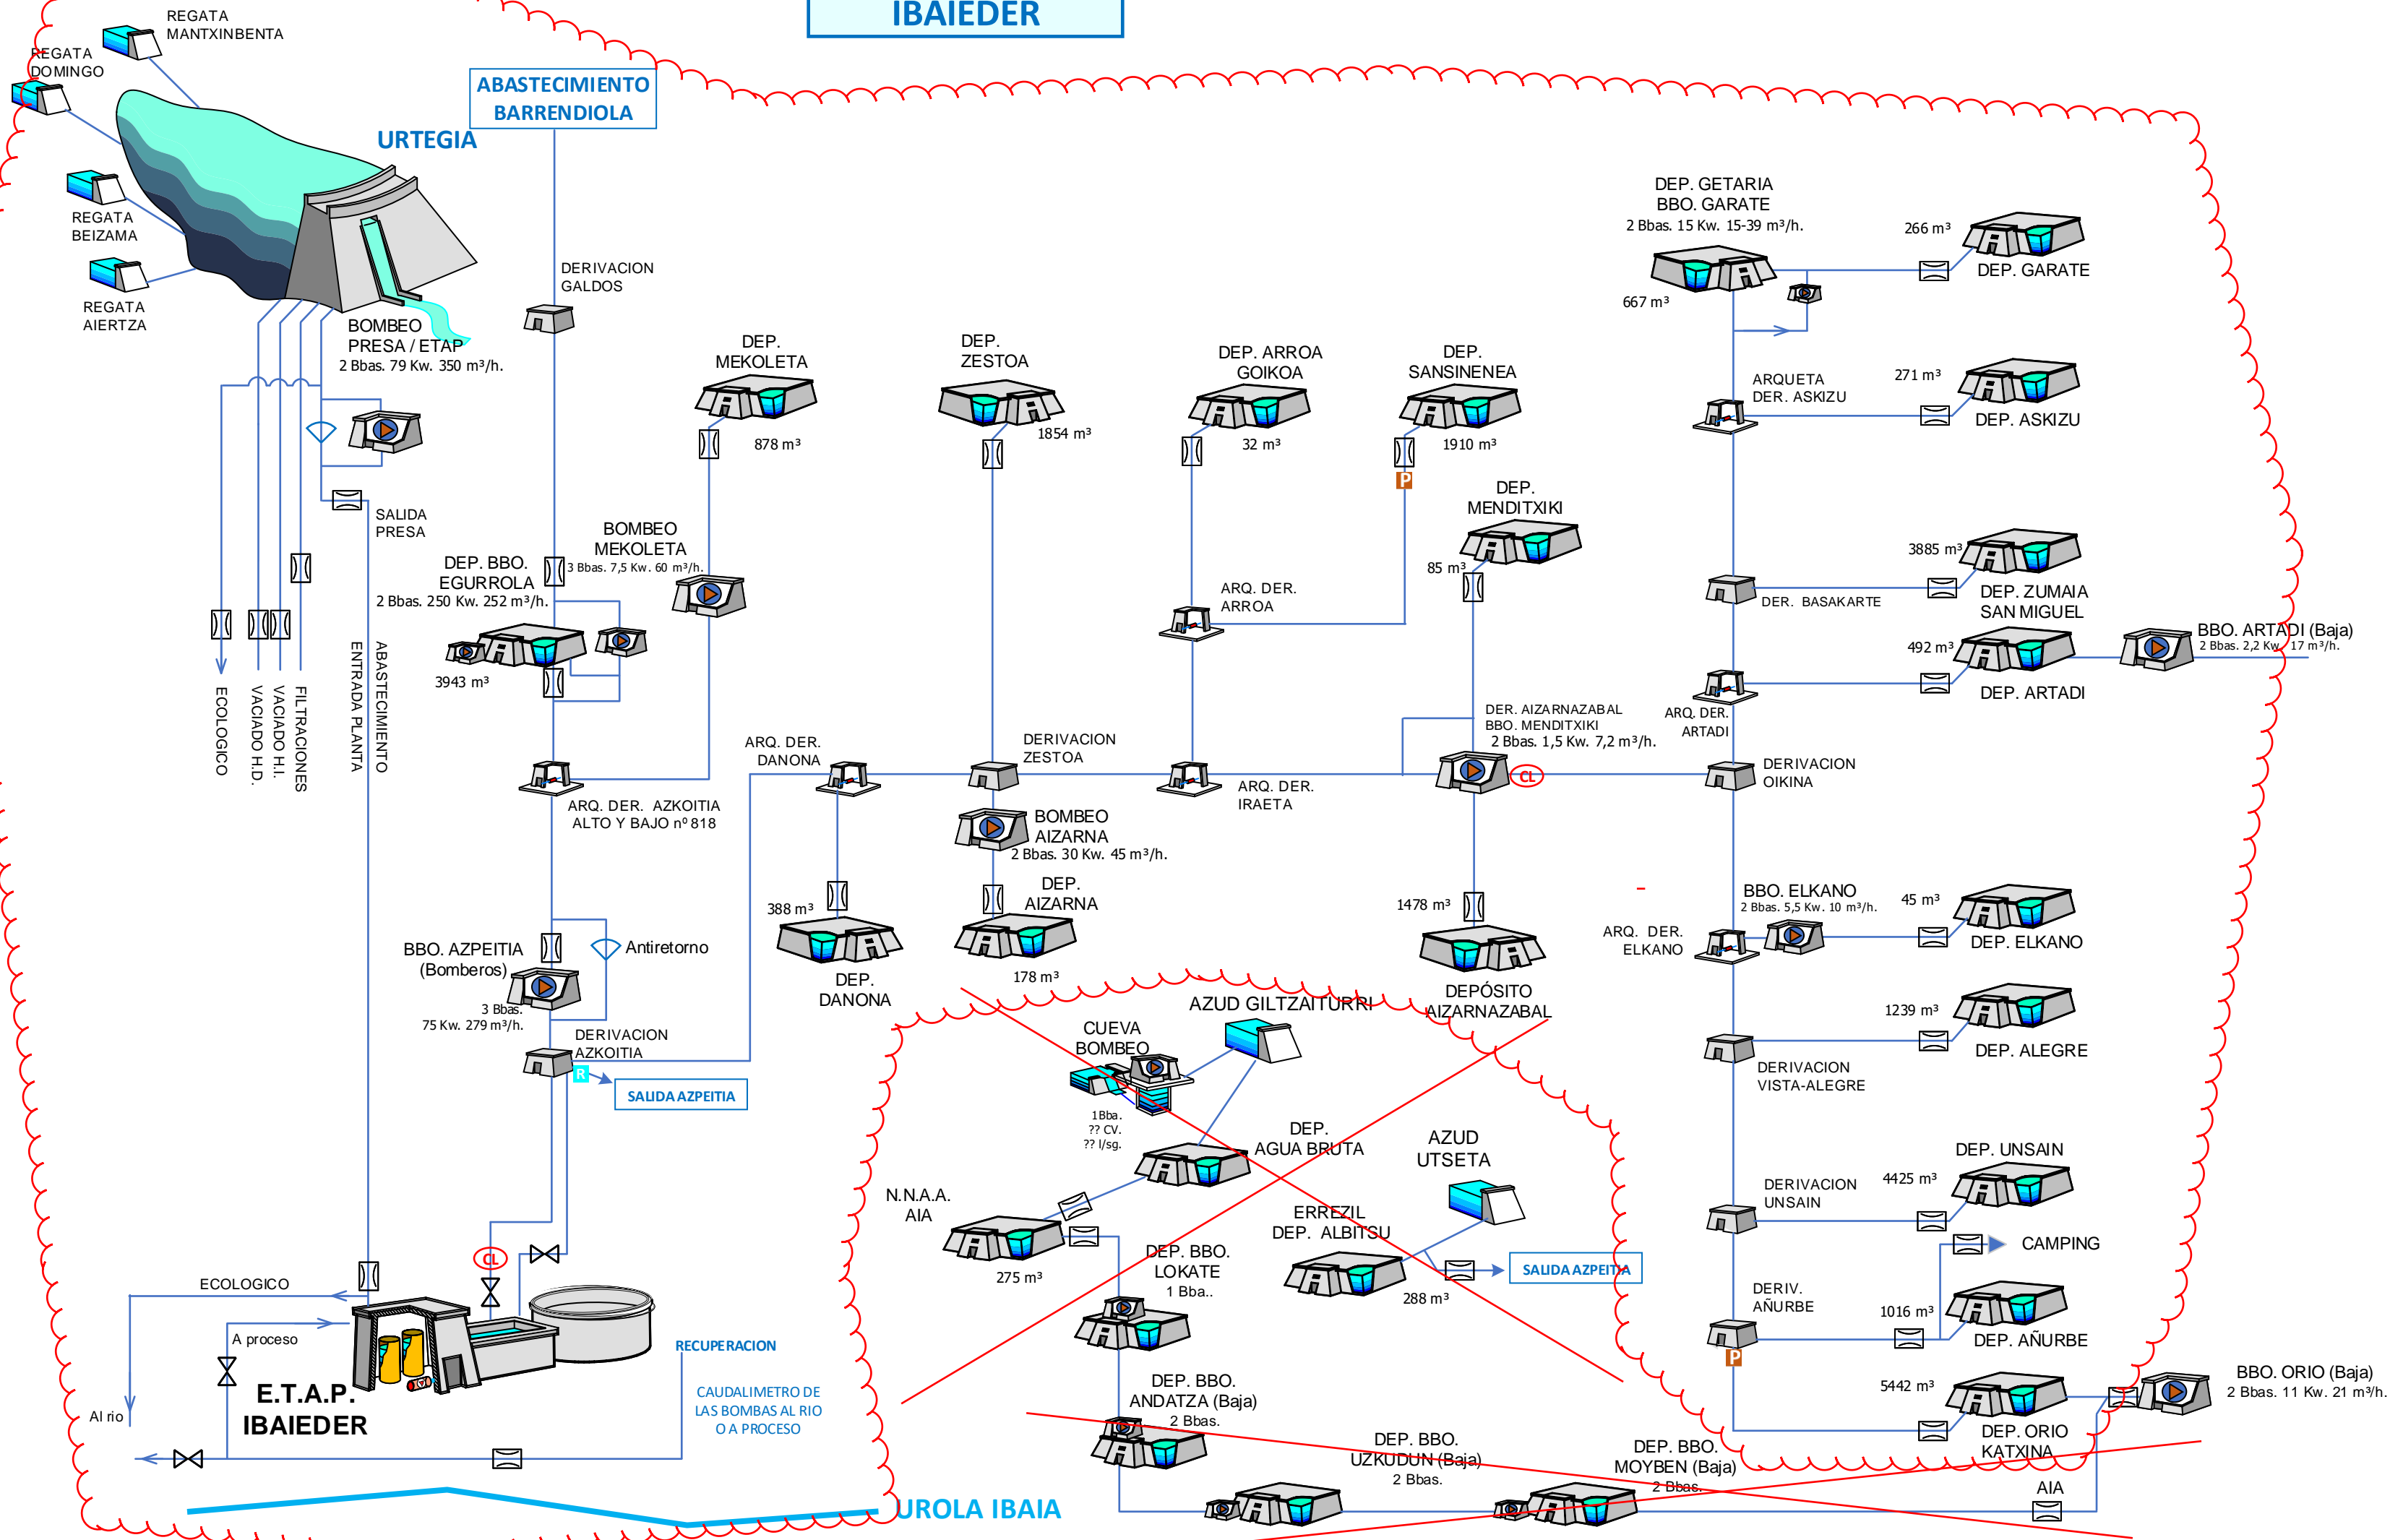 IBAIEDER
REGATA
MANTXINBENTA
REGATA
DOMINGO
ABASTECIMIENTO
BARRENDIOLA
URTEGIA
REGATA
BEIZAMA
REGATA
AIERTZA
DERIVACION
GALDOS
BOMBEO
PRESA / ETAP
2 Bbas. 79 Kw. 350 m³/h.
SALIDA
PRESA
DEP.
MEKOLETA
878 m³
BOMBEO
MEKOLETA
3 Bbas. 7,5 Kw. 60 m³/h.
DEP. BBO.
EGURROLA
2 Bbas. 250 Kw. 252 m³/h.
3943 m³
ECOLOGICO
VACIADO H.D.
VACIADO H.I.
FILTRACIONES
ENTRADA PLANTA
ABASTECIMIENTO
ARQ. DER. AZKOITIA
ALTO Y BAJO nº 818
DEP.
ZESTOA
1854 m³
DEP. ARROA
GOIKOA
32 m³
DEP.
SANSINENEA
1910 m³
P
DEP.
MENDITXIKI
85 m³
ARQ. DER.
ARROA
ARQ. DER.
DANONA
DERIVACION
ZESTOA
ARQ. DER.
IRAETA
DER. AIZARNAZABAL
BBO. MENDITXIKI
2 Bbas. 1,5 Kw. 7,2 m³/h.
CL
DEP. GETARIA
BBO. GARATE
2 Bbas. 15 Kw. 15-39 m³/h.
667 m³
266 m³
DEP. GARATE
ARQUETA
DER. ASKIZU
271 m³
DEP. ASKIZU
3885 m³
DER. BASAKARTE
DEP. ZUMAIA
SAN MIGUEL
492 m³
DEP. ARTADI
BBO. ARTADI (Baja)
2 Bbas. 2,2 Kw. 17 m³/h.
ARQ. DER.
ARTADI
DERIVACION
OIKINA
BOMBEO
AIZARNA
2 Bbas. 30 Kw. 45 m³/h.
DEP.
AIZARNA
178 m³
388 m³
DEP.
DANONA
1478 m³
DEPÓSITO
AIZARNAZABAL
BBO. ELKANO
2 Bbas. 5,5 Kw. 10 m³/h.
ARQ. DER.
ELKANO
45 m³
DEP. ELKANO
1239 m³
DEP. ALEGRE
DERIVACION
VISTA-ALEGRE
BBO. AZPEITIA
(Bomberos)
3 Bbas.
75 Kw. 279 m³/h.
Antiretorno
DERIVACION
AZKOITIA
R
SALIDA AZPEITIA
AZUD GILTZAITURRI
CUEVA
BOMBEO
1Bba.
?? CV.
?? l/sg.
DEP.
AGUA BRUTA
N.N.A.A.
AIA
275 m³
AZUD
UTSETA
ERREZIL
DEP. ALBITSU
288 m³
SALIDA AZPEITIA
DEP. BBO.
LOKATE
1 Bba..
DEP. BBO.
ANDATZA (Baja)
2 Bbas.
DEP. BBO.
UZKUDUN (Baja)
2 Bbas.
DEP. BBO.
MOYBEN (Baja)
2 Bbas.
AIA
DEP. UNSAIN
4425 m³
DERIVACION
UNSAIN
CAMPING
DERIV.
AÑURBE
P
1016 m³
DEP. AÑURBE
5442 m³
DEP. ORIO
KATXINA
BBO. ORIO (Baja)
2 Bbas. 11 Kw. 21 m³/h.
CL
ECOLOGICO
A proceso
Al rio
E.T.A.P.
IBAIEDER
RECUPERACION
CAUDALIMETRO DE
LAS BOMBAS AL RIO
O A PROCESO
UROLA IBAIA